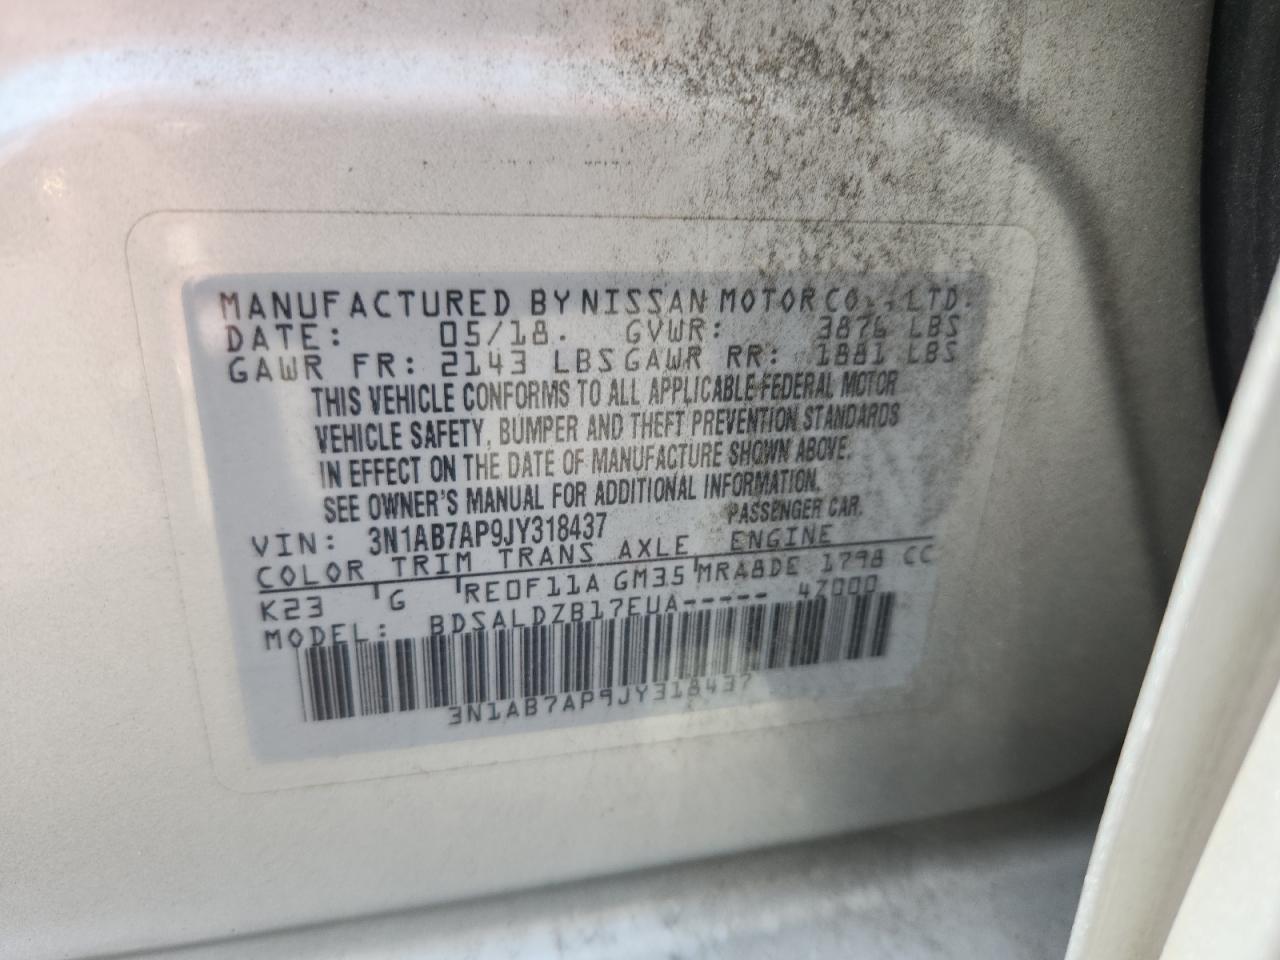 MANUFACTURED BY NISSAN MOTOR CO., LTD.
DATE: 05/18. GVWR: 3876 LBS
GAWR FR: 2143 LBS GAWR RR: 1881 LBS
THIS VEHICLE CONFORMS TO ALL APPLICABLE FEDERAL MOTOR
VEHICLE SAFETY, BUMPER AND THEFT PREVENTION STANDARDS
IN EFFECT ON THE DATE OF MANUFACTURE SHOWN ABOVE.
SEE OWNER'S MANUAL FOR ADDITIONAL INFORMATION.
VIN: 3N1AB7AP9JY318437 PASSENGER CAR.
COLOR TRIM TRANS AXLE ENGINE
K23 G RE0F11A GM35 MRA8DE 1798 CC
MODEL: BDSALDZB17EUA----- 47000
3N1AB7AP9JY318437